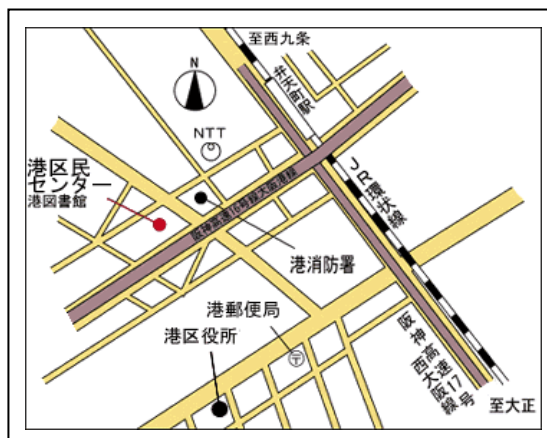 至西九条
N
弁天町駅
NTT
港区民
センター
港図書館
阪神高速16号線大阪港線
JR環状線
港消防署
港郵便局
〒
港区役所
阪神高速17号
西大阪線
至大正